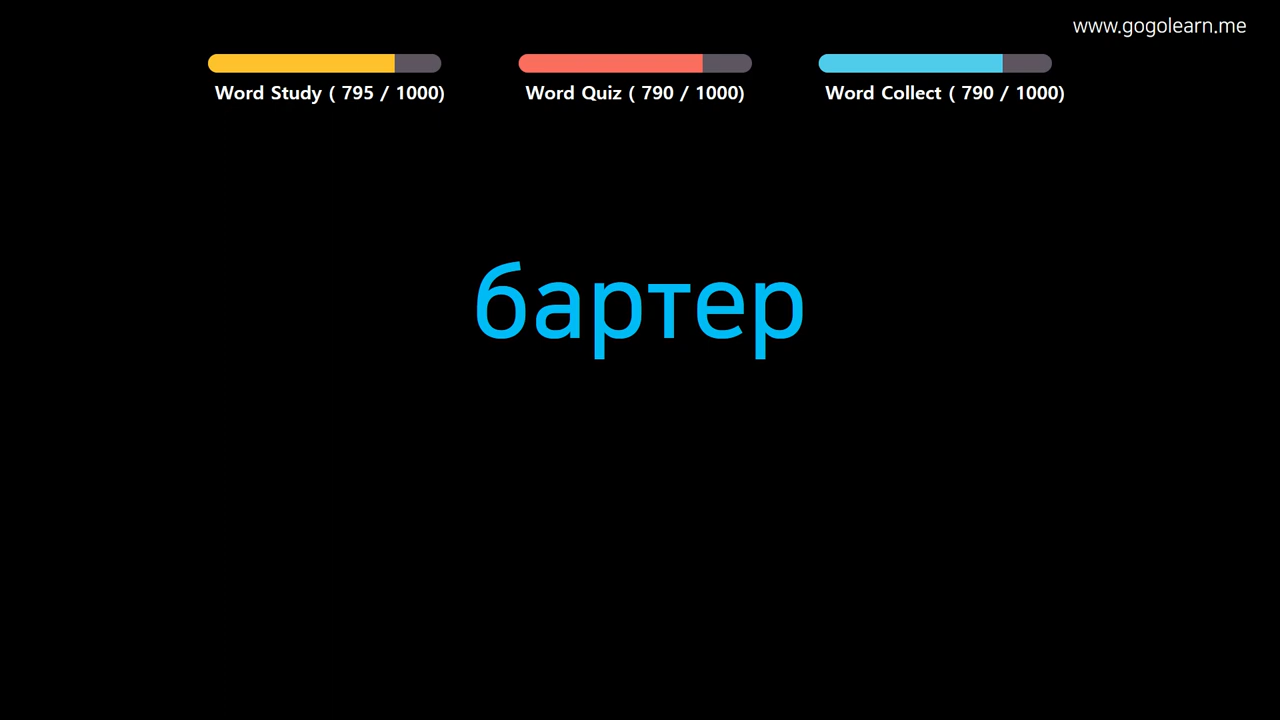 www.gogolearn.me
Word Study ( 795 / 1000)
Word Quiz ( 790 / 1000)
Word Collect ( 790 / 1000)
бартер